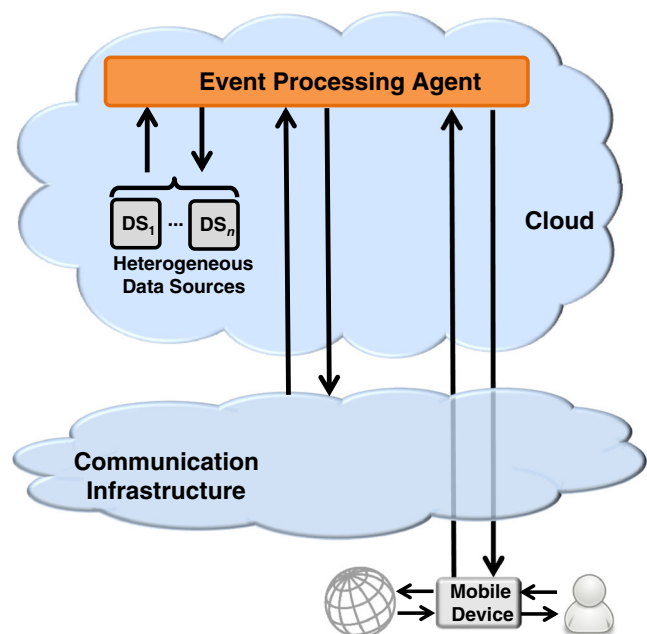 Event Processing Agent
DS1 ... DSn
Heterogeneous
Data Sources
Cloud
Communication
Infrastructure
Mobile
Device